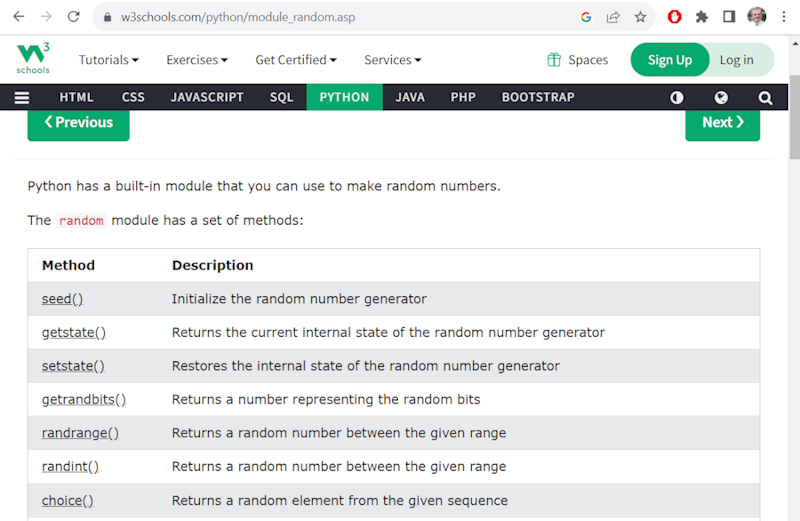 w3schools.com/python/module_random.asp
w3 schools Tutorials Exercises Get Certified Services Spaces Sign Up Log in
HTML CSS JAVASCRIPT SQL PYTHON JAVA PHP BOOTSTRAP
❮ Previous Next ❯
Python has a built-in module that you can use to make random numbers.
The random module has a set of methods:
Method Description
seed() Initialize the random number generator
getstate() Returns the current internal state of the random number generator
setstate() Restores the internal state of the random number generator
getrandbits() Returns a number representing the random bits
randrange() Returns a random number between the given range
randint() Returns a random number between the given range
choice() Returns a random element from the given sequence